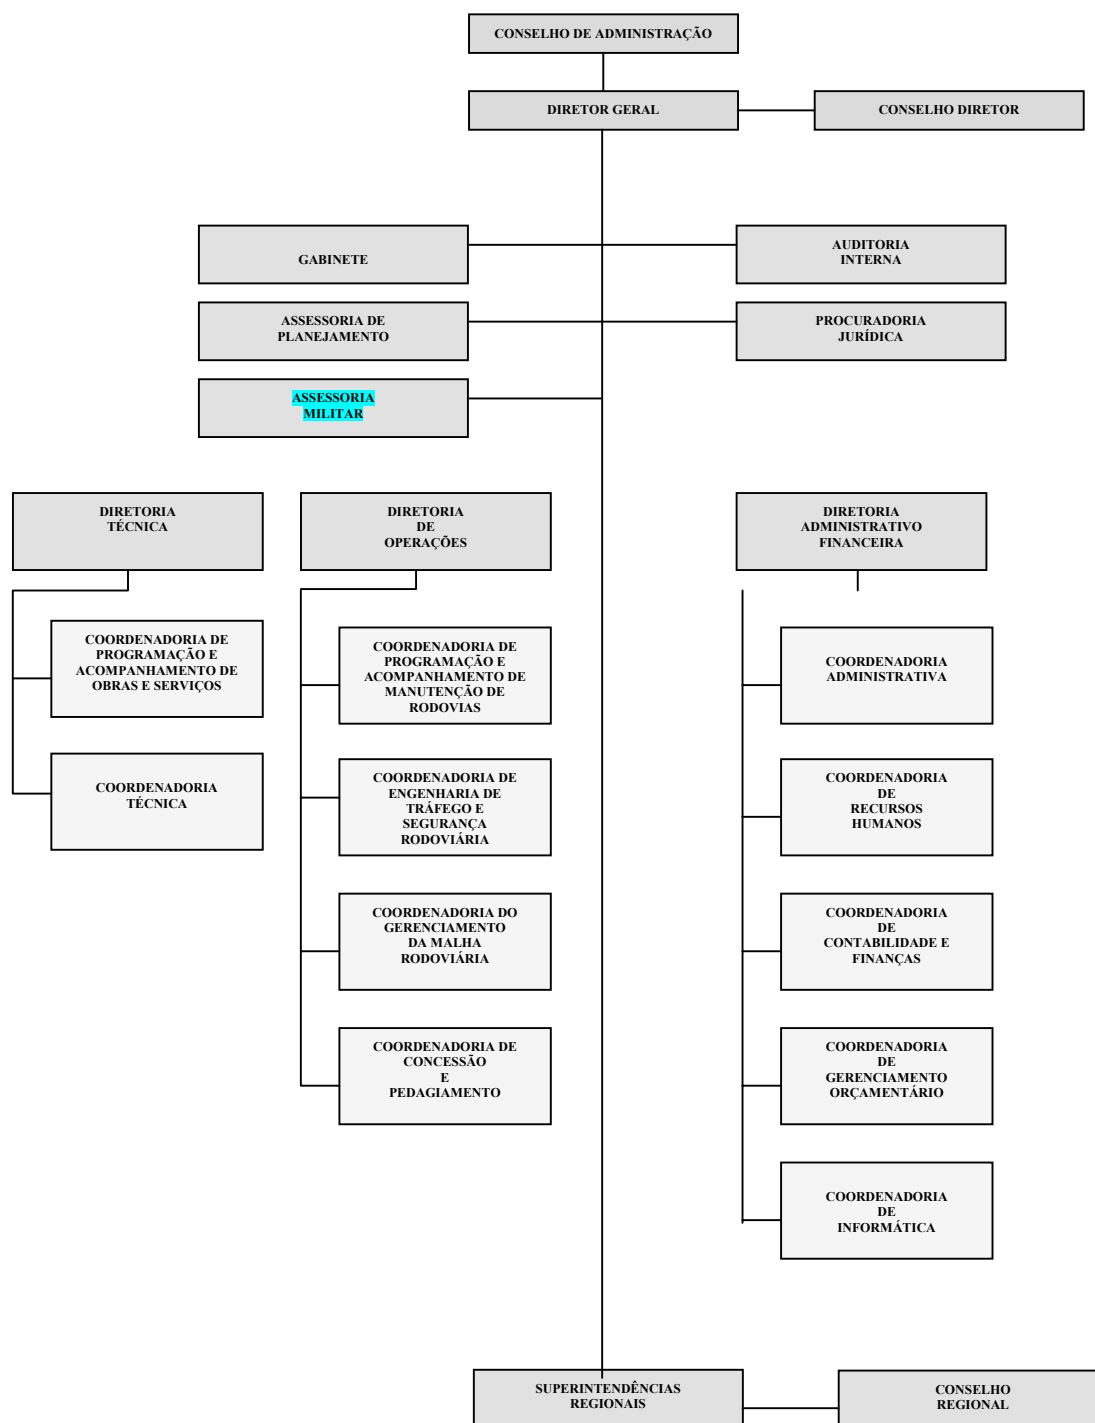 CONSELHO DE ADMINISTRAÇÃO
DIRETOR GERAL
CONSELHO DIRETOR
GABINETE
AUDITORIA
INTERNA
ASSESSORIA DE
PLANEJAMENTO
PROCURADORIA
JURÍDICA
ASSESSORIA
MILITAR
DIRETORIA
TÉCNICA
DIRETORIA
DE
OPERAÇÕES
DIRETORIA
ADMINISTRATIVO
FINANCEIRA
COORDENADORIA DE
PROGRAMAÇÃO E
ACOMPANHAMENTO DE
OBRAS E SERVIÇOS
COORDENADORIA
TÉCNICA
COORDENADORIA DE
PROGRAMAÇÃO E
ACOMPANHAMENTO DE
MANUTENÇÃO DE
RODOVIAS
COORDENADORIA DE
ENGENHARIA DE
TRÁFEGO E
SEGURANÇA
RODOVIÁRIA
COORDENADORIA DO
GERENCIAMENTO
DA MALHA
RODOVIÁRIA
COORDENADORIA DE
CONCESSÃO
E
PEDAGIAMENTO
COORDENADORIA
ADMINISTRATIVA
COORDENADORIA
DE
RECURSOS
HUMANOS
COORDENADORIA
DE
CONTABILIDADE E
FINANÇAS
COORDENADORIA
DE
GERENCIAMENTO
ORÇAMENTÁRIO
COORDENADORIA
DE
INFORMÁTICA
SUPERINTENDÊNCIAS
REGIONAIS
CONSELHO
REGIONAL